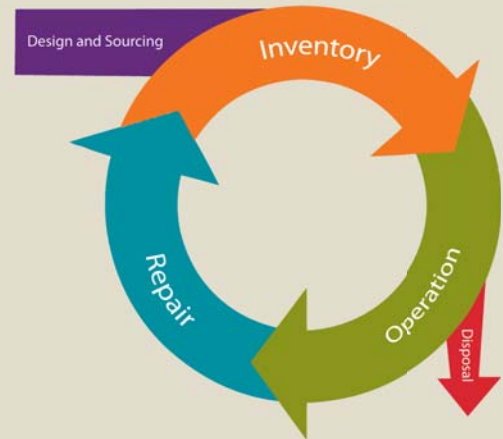 Design and Sourcing
Inventory
Operation
Disposal
Repair